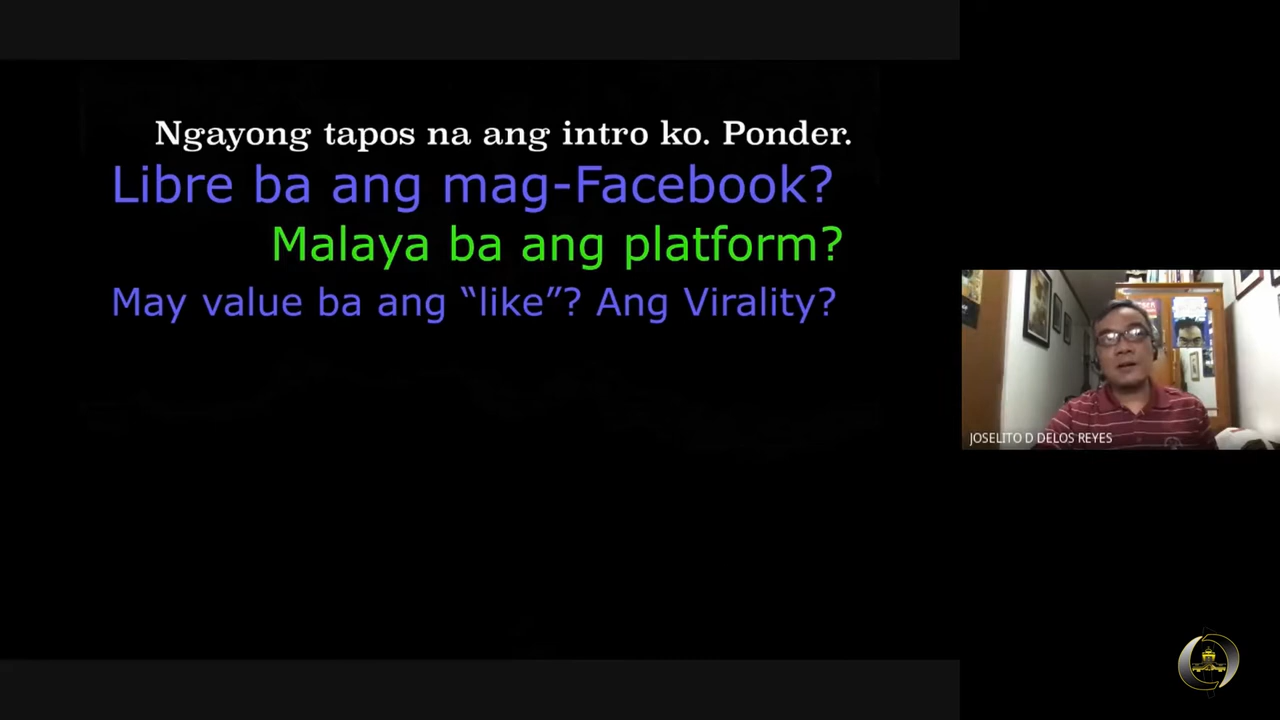 Ngayong tapos na ang intro ko. Ponder.
Libre ba ang mag-Facebook?
Malaya ba ang platform?
May value ba ang “like”? Ang Virality?
JOSELITO D DELOS REYES